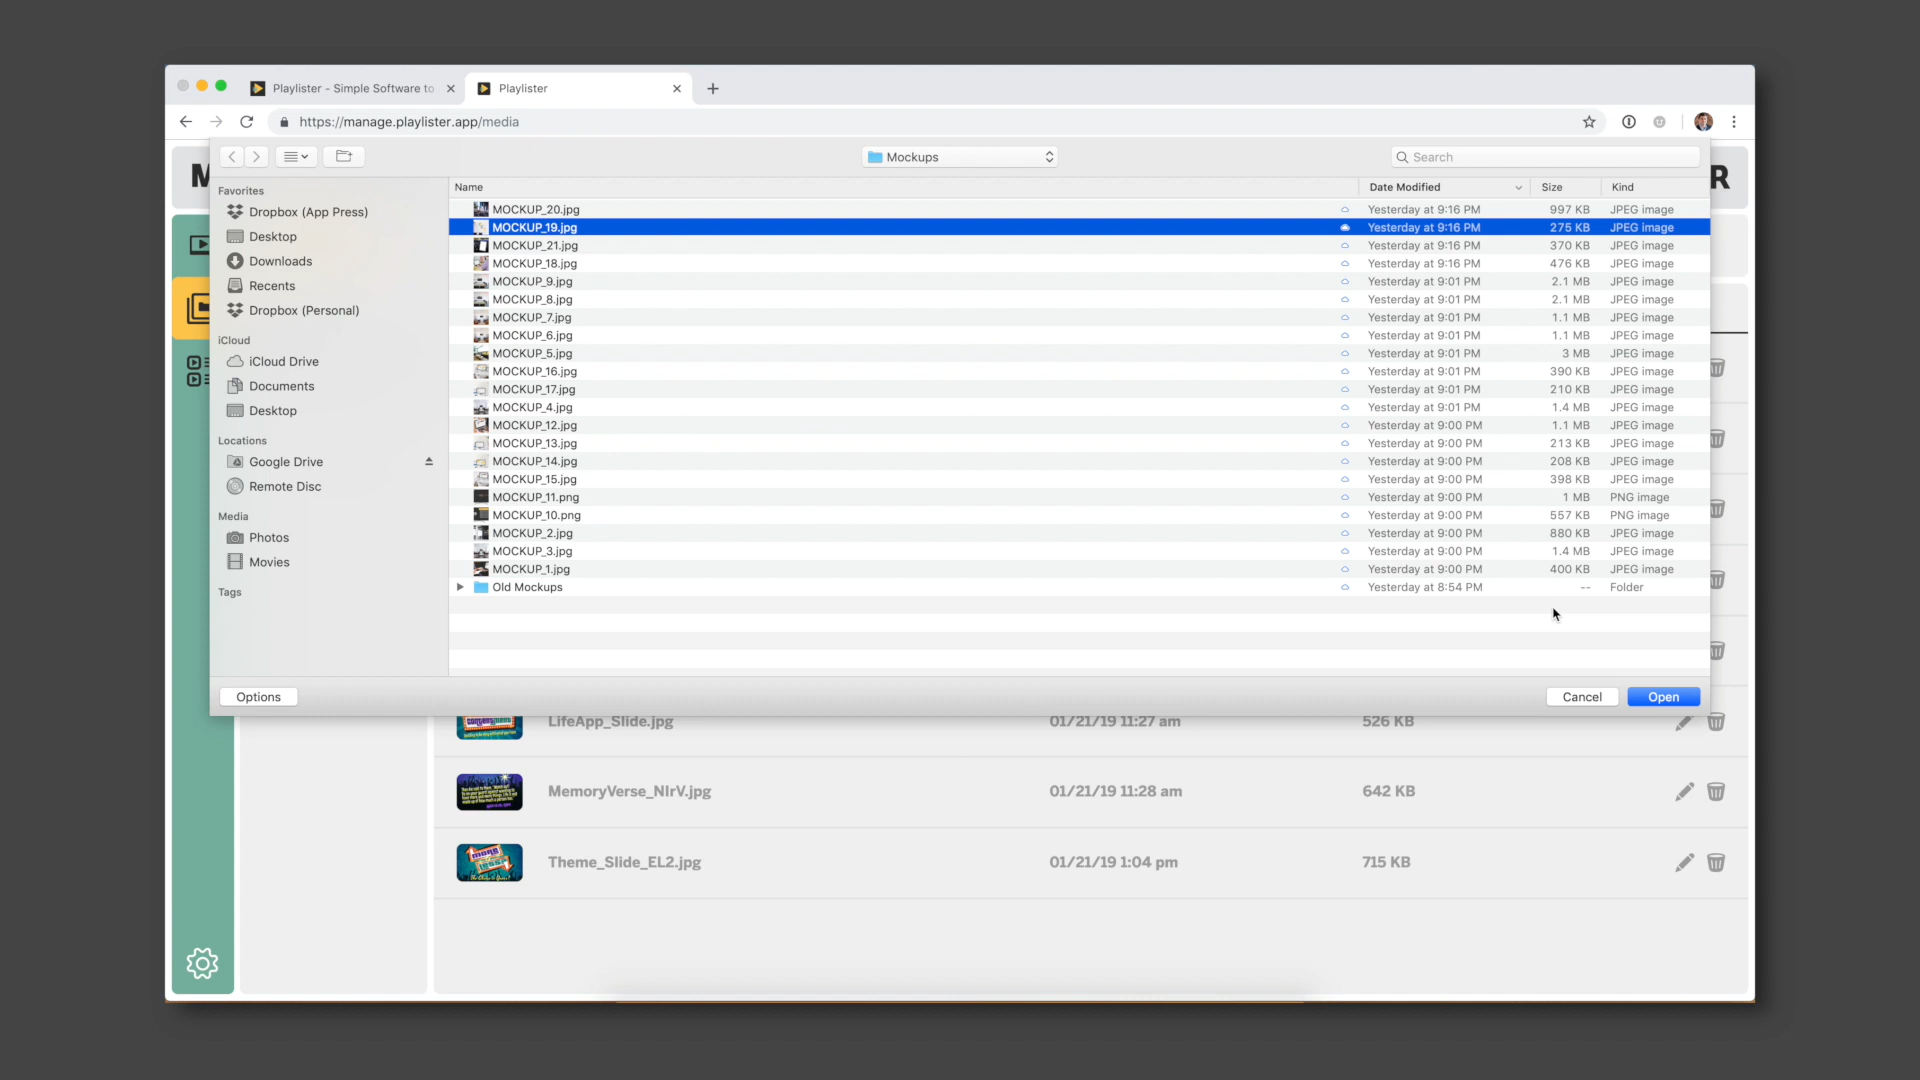 Playlister - Simple Software to
Playlister
https://manage.playlister.app/media
M
R
Mockups
Search
Favorites
Dropbox (App Press)
Desktop
Downloads
Recents
Dropbox (Personal)
iCloud
iCloud Drive
Documents
Desktop
Locations
Google Drive
Remote Disc
Media
Photos
Movies
Tags
Name Date Modified Size Kind
MOCKUP_20.jpg Yesterday at 9:16 PM 997 KB JPEG image
MOCKUP_19.jpg Yesterday at 9:16 PM 275 KB JPEG image
MOCKUP_21.jpg Yesterday at 9:16 PM 370 KB JPEG image
MOCKUP_18.jpg Yesterday at 9:16 PM 476 KB JPEG image
MOCKUP_9.jpg Yesterday at 9:01 PM 2.1 MB JPEG image
MOCKUP_8.jpg Yesterday at 9:01 PM 2.1 MB JPEG image
MOCKUP_7.jpg Yesterday at 9:01 PM 1.1 MB JPEG image
MOCKUP_6.jpg Yesterday at 9:01 PM 1.1 MB JPEG image
MOCKUP_5.jpg Yesterday at 9:01 PM 3 MB JPEG image
MOCKUP_16.jpg Yesterday at 9:01 PM 390 KB JPEG image
MOCKUP_17.jpg Yesterday at 9:01 PM 210 KB JPEG image
MOCKUP_4.jpg Yesterday at 9:01 PM 1.4 MB JPEG image
MOCKUP_12.jpg Yesterday at 9:00 PM 1.1 MB JPEG image
MOCKUP_13.jpg Yesterday at 9:00 PM 213 KB JPEG image
MOCKUP_14.jpg Yesterday at 9:00 PM 208 KB JPEG image
MOCKUP_15.jpg Yesterday at 9:00 PM 398 KB JPEG image
MOCKUP_11.png Yesterday at 9:00 PM 1 MB PNG image
MOCKUP_10.png Yesterday at 9:00 PM 557 KB PNG image
MOCKUP_2.jpg Yesterday at 9:00 PM 880 KB JPEG image
MOCKUP_3.jpg Yesterday at 9:00 PM 1.4 MB JPEG image
MOCKUP_1.jpg Yesterday at 9:00 PM 400 KB JPEG image
Old Mockups Yesterday at 8:54 PM -- Folder
Options Cancel Open
LifeApp_Slide.jpg 01/21/19 11:27 am 526 KB
MemoryVerse_NIrV.jpg 01/21/19 11:28 am 642 KB
Theme_Slide_EL2.jpg 01/21/19 1:04 pm 715 KB